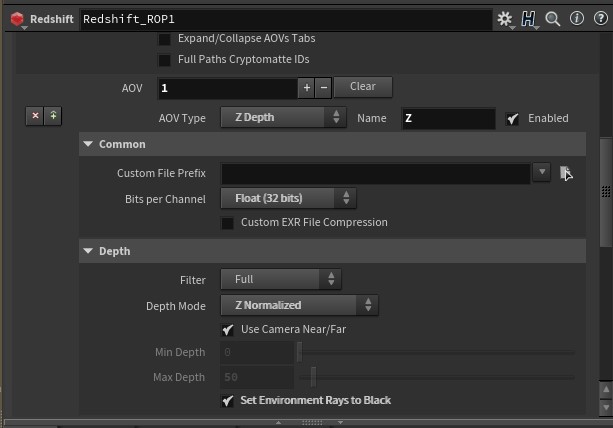 Redshift Redshift_ROP1
Expand/Collapse AOVs Tabs
Full Paths Cryptomatte IDs
AOV 1 + − Clear
AOV Type Z Depth Name Z Enabled
Common
Custom File Prefix
Bits per Channel Float (32 bits)
Custom EXR File Compression
Depth
Filter Full
Depth Mode Z Normalized
Use Camera Near/Far
Min Depth 0
Max Depth 50
Set Environment Rays to Black